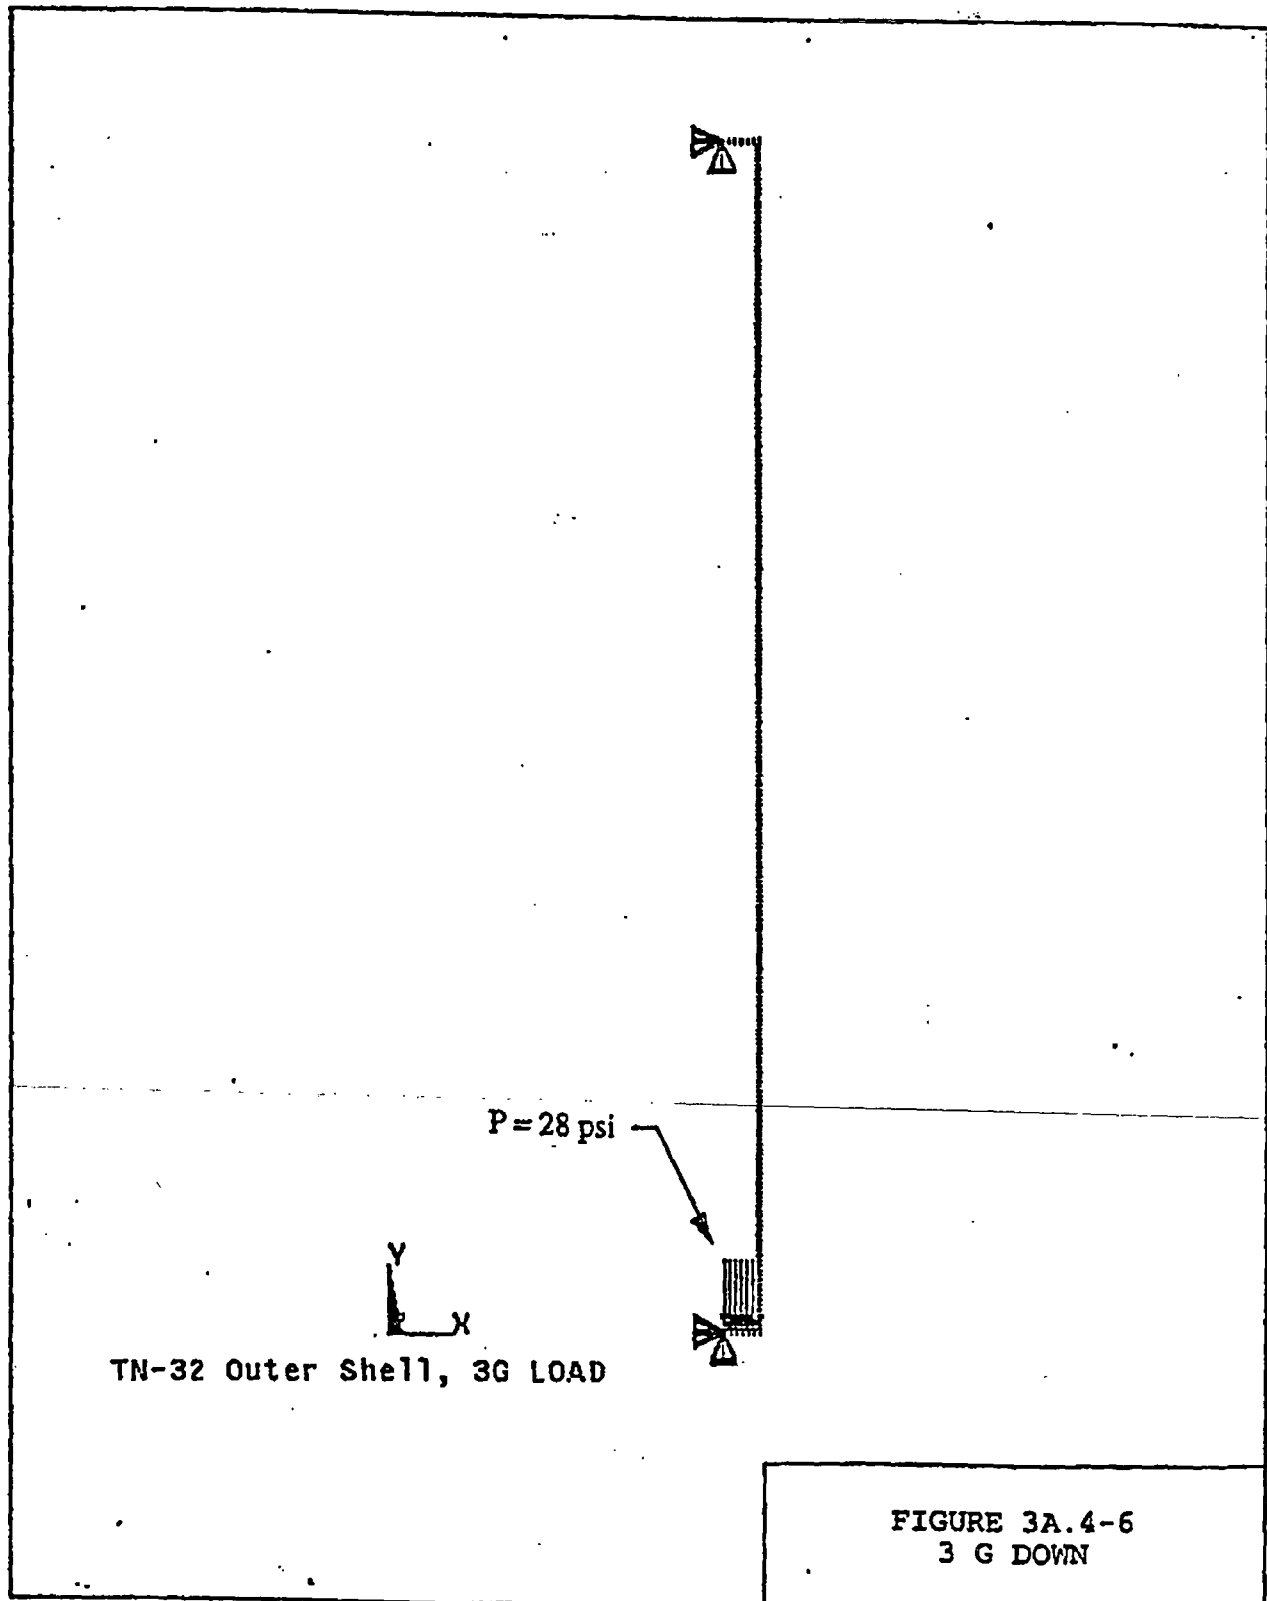 P = 28 psi
Y
X
TN-32 Outer Shell, 3G LOAD
FIGURE 3A.4-6
3 G DOWN